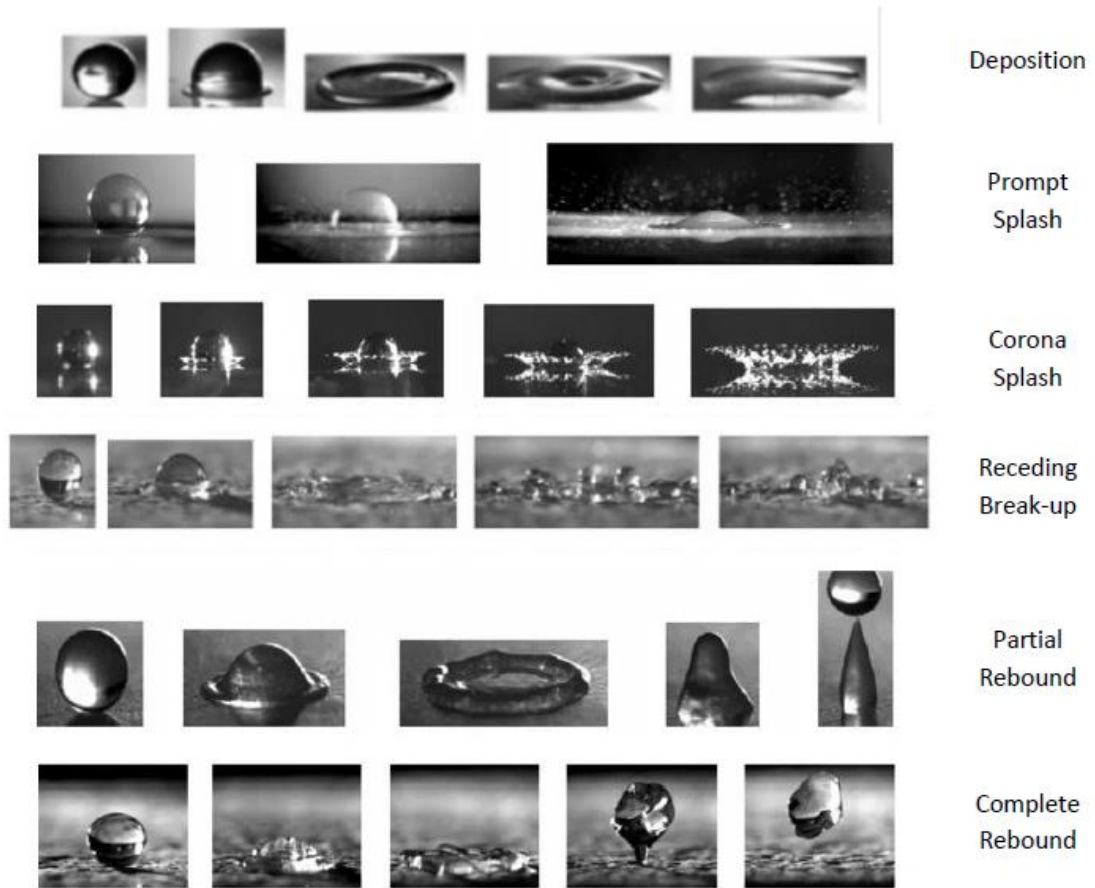 Deposition
Prompt
Splash
Corona
Splash
Receding
Break-up
Partial
Rebound
Complete
Rebound